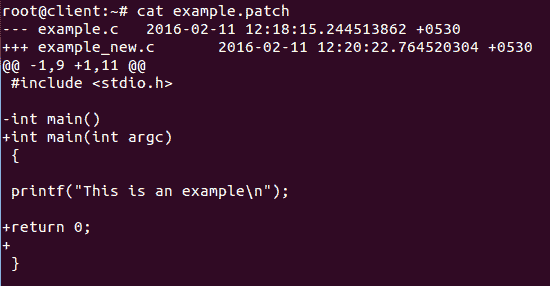 root@client:~# cat example.patch
--- example.c   2016-02-11 12:18:15.244513862 +0530
+++ example_new.c       2016-02-11 12:20:22.764520304 +0530
@@ -1,9 +1,11 @@
 #include <stdio.h>

-int main()
+int main(int argc)
 {

 printf("This is an example\n");

+return 0;
+
 }